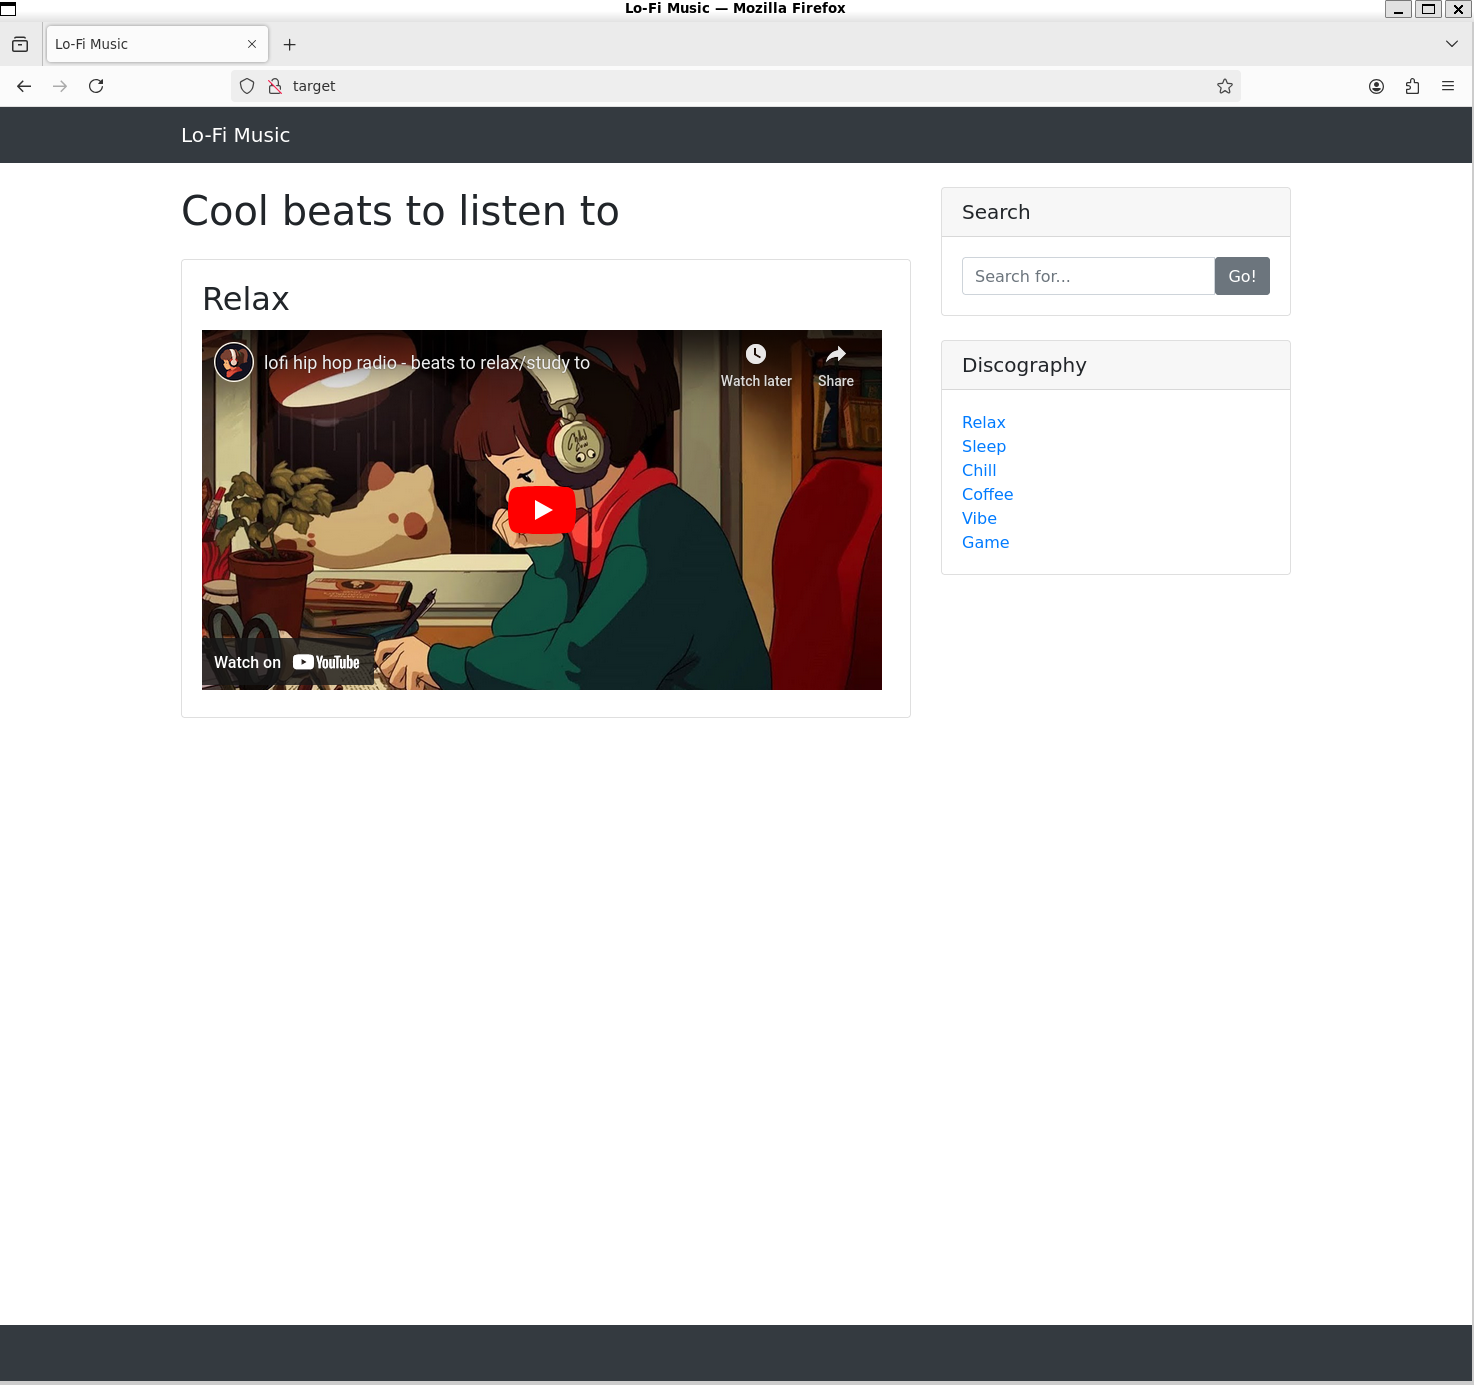 Lo-Fi Music — Mozilla Firefox
Lo-Fi Music
target
Lo-Fi Music
Cool beats to listen to
Relax
lofi hip hop radio - beats to relax/study to
Watch later
Share
Watch on YouTube
Search
Search for...
Go!
Discography
Relax
Sleep
Chill
Coffee
Vibe
Game